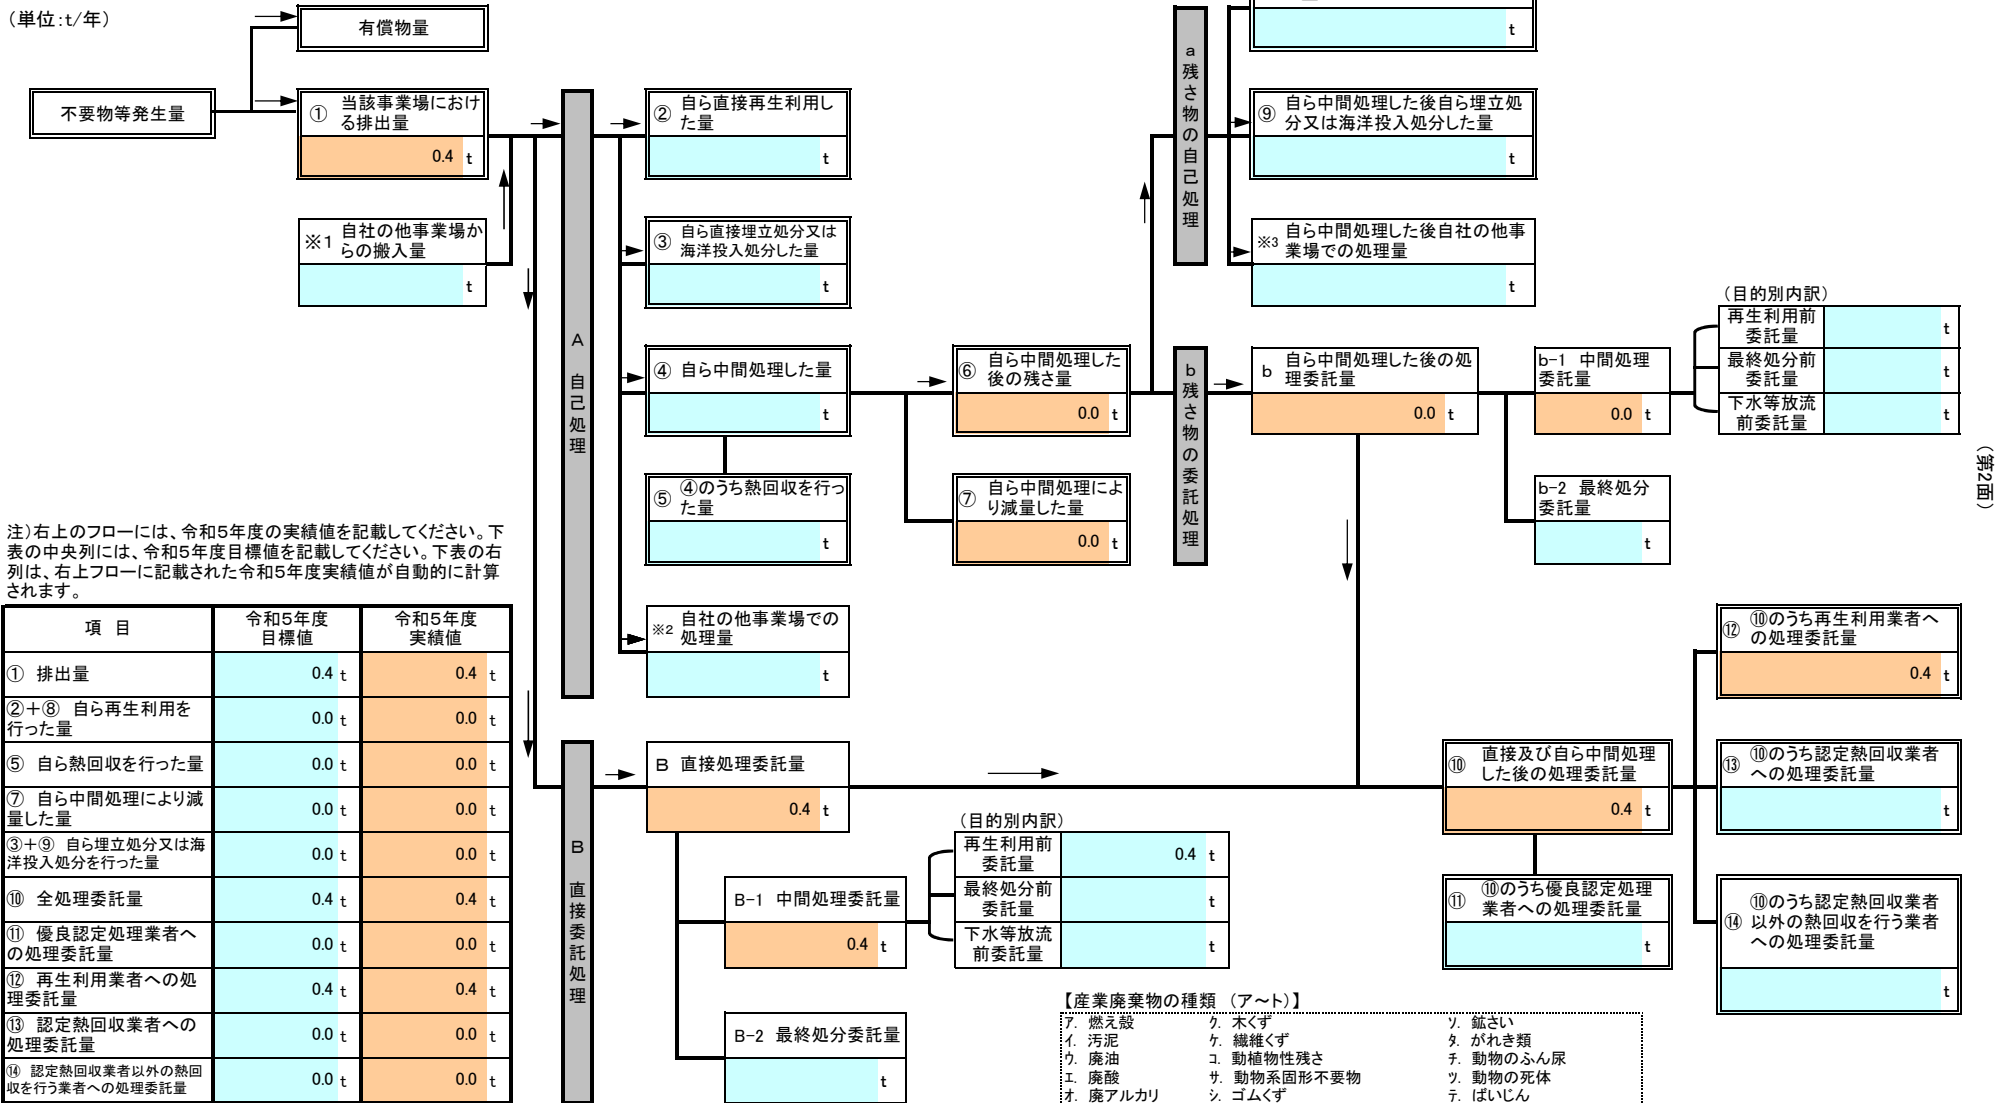 （単位：t/年）
有償物量
不要物等発生量
① 当該事業場におけ
る排出量
0.4 t
※1 自社の他事業場か
らの搬入量
t
A 自己処理
② 自ら直接再生利用し
た量
t
③ 自ら直接埋立処分又は
海洋投入処分した量
t
④ 自ら中間処理した量
t
⑤ ④のうち熱回収を行っ
た量
t
※2 自社の他事業場での
処理量
t
⑥ 自ら中間処理した
後の残さ量
0.0 t
⑦ 自ら中間処理によ
り減量した量
0.0 t
a 残さ物の自己処理
t
⑨ 自ら中間処理した後自ら埋立処
分又は海洋投入処分した量
t
※3 自ら中間処理した後自社の他事
業場での処理量
t
b 残さ物の委託処理
b 自ら中間処理した後の処
理委託量
0.0 t
b-1 中間処理
委託量
0.0 t
b-2 最終処分
委託量
t
（目的別内訳）
再生利用前
委託量
t
最終処分前
委託量
t
下水等放流
前委託量
t
（第2面）
注）右上のフローには、令和5年度の実績値を記載してください。下
表の中央列には、令和5年度目標値を記載してください。下表の右
列は、右上フローに記載された令和5年度実績値が自動的に計算
されます。
項 目 令和5年度 令和5年度
目標値 実績値
① 排出量 0.4 t 0.4 t
②＋⑧ 自ら再生利用を
行った量 0.0 t 0.0 t
⑤ 自ら熱回収を行った量 0.0 t 0.0 t
⑦ 自ら中間処理により減
量した量 0.0 t 0.0 t
③＋⑨ 自ら埋立処分又は海
洋投入処分を行った量 0.0 t 0.0 t
⑩ 全処理委託量 0.4 t 0.4 t
⑪ 優良認定処理業者へ
の処理委託量 0.0 t 0.0 t
⑫ 再生利用業者への処
理委託量 0.4 t 0.4 t
⑬ 認定熱回収業者への
処理委託量 0.0 t 0.0 t
⑭ 認定熱回収業者以外の熱回
収を行う業者への処理委託量 0.0 t 0.0 t
B 直接委託処理
B 直接処理委託量
0.4 t
B-1 中間処理委託量
0.4 t
B-2 最終処分委託量
t
（目的別内訳）
再生利用前
委託量
0.4 t
最終処分前
委託量
t
下水等放流
前委託量
t
⑩ 直接及び自ら中間処理
した後の処理委託量
0.4 t
⑪ ⑩のうち優良認定処理
業者への処理委託量
t
⑫ ⑩のうち再生利用業者へ
の処理委託量
0.4 t
⑬ ⑩のうち認定熱回収業者
への処理委託量
t
⑭ ⑩のうち認定熱回収業者
以外の熱回収を行う業者
への処理委託量
t
【産業廃棄物の種類 （ア～ト）】
ア. 燃え殻 ク. 木くず ソ. 鉱さい
イ. 汚泥 ケ. 繊維くず タ. がれき類
ウ. 廃油 コ. 動植物性残さ チ. 動物のふん尿
エ. 廃酸 サ. 動物系固形不要物 ツ. 動物の死体
オ. 廃アルカリ シ. ゴムくず テ. ばいじん